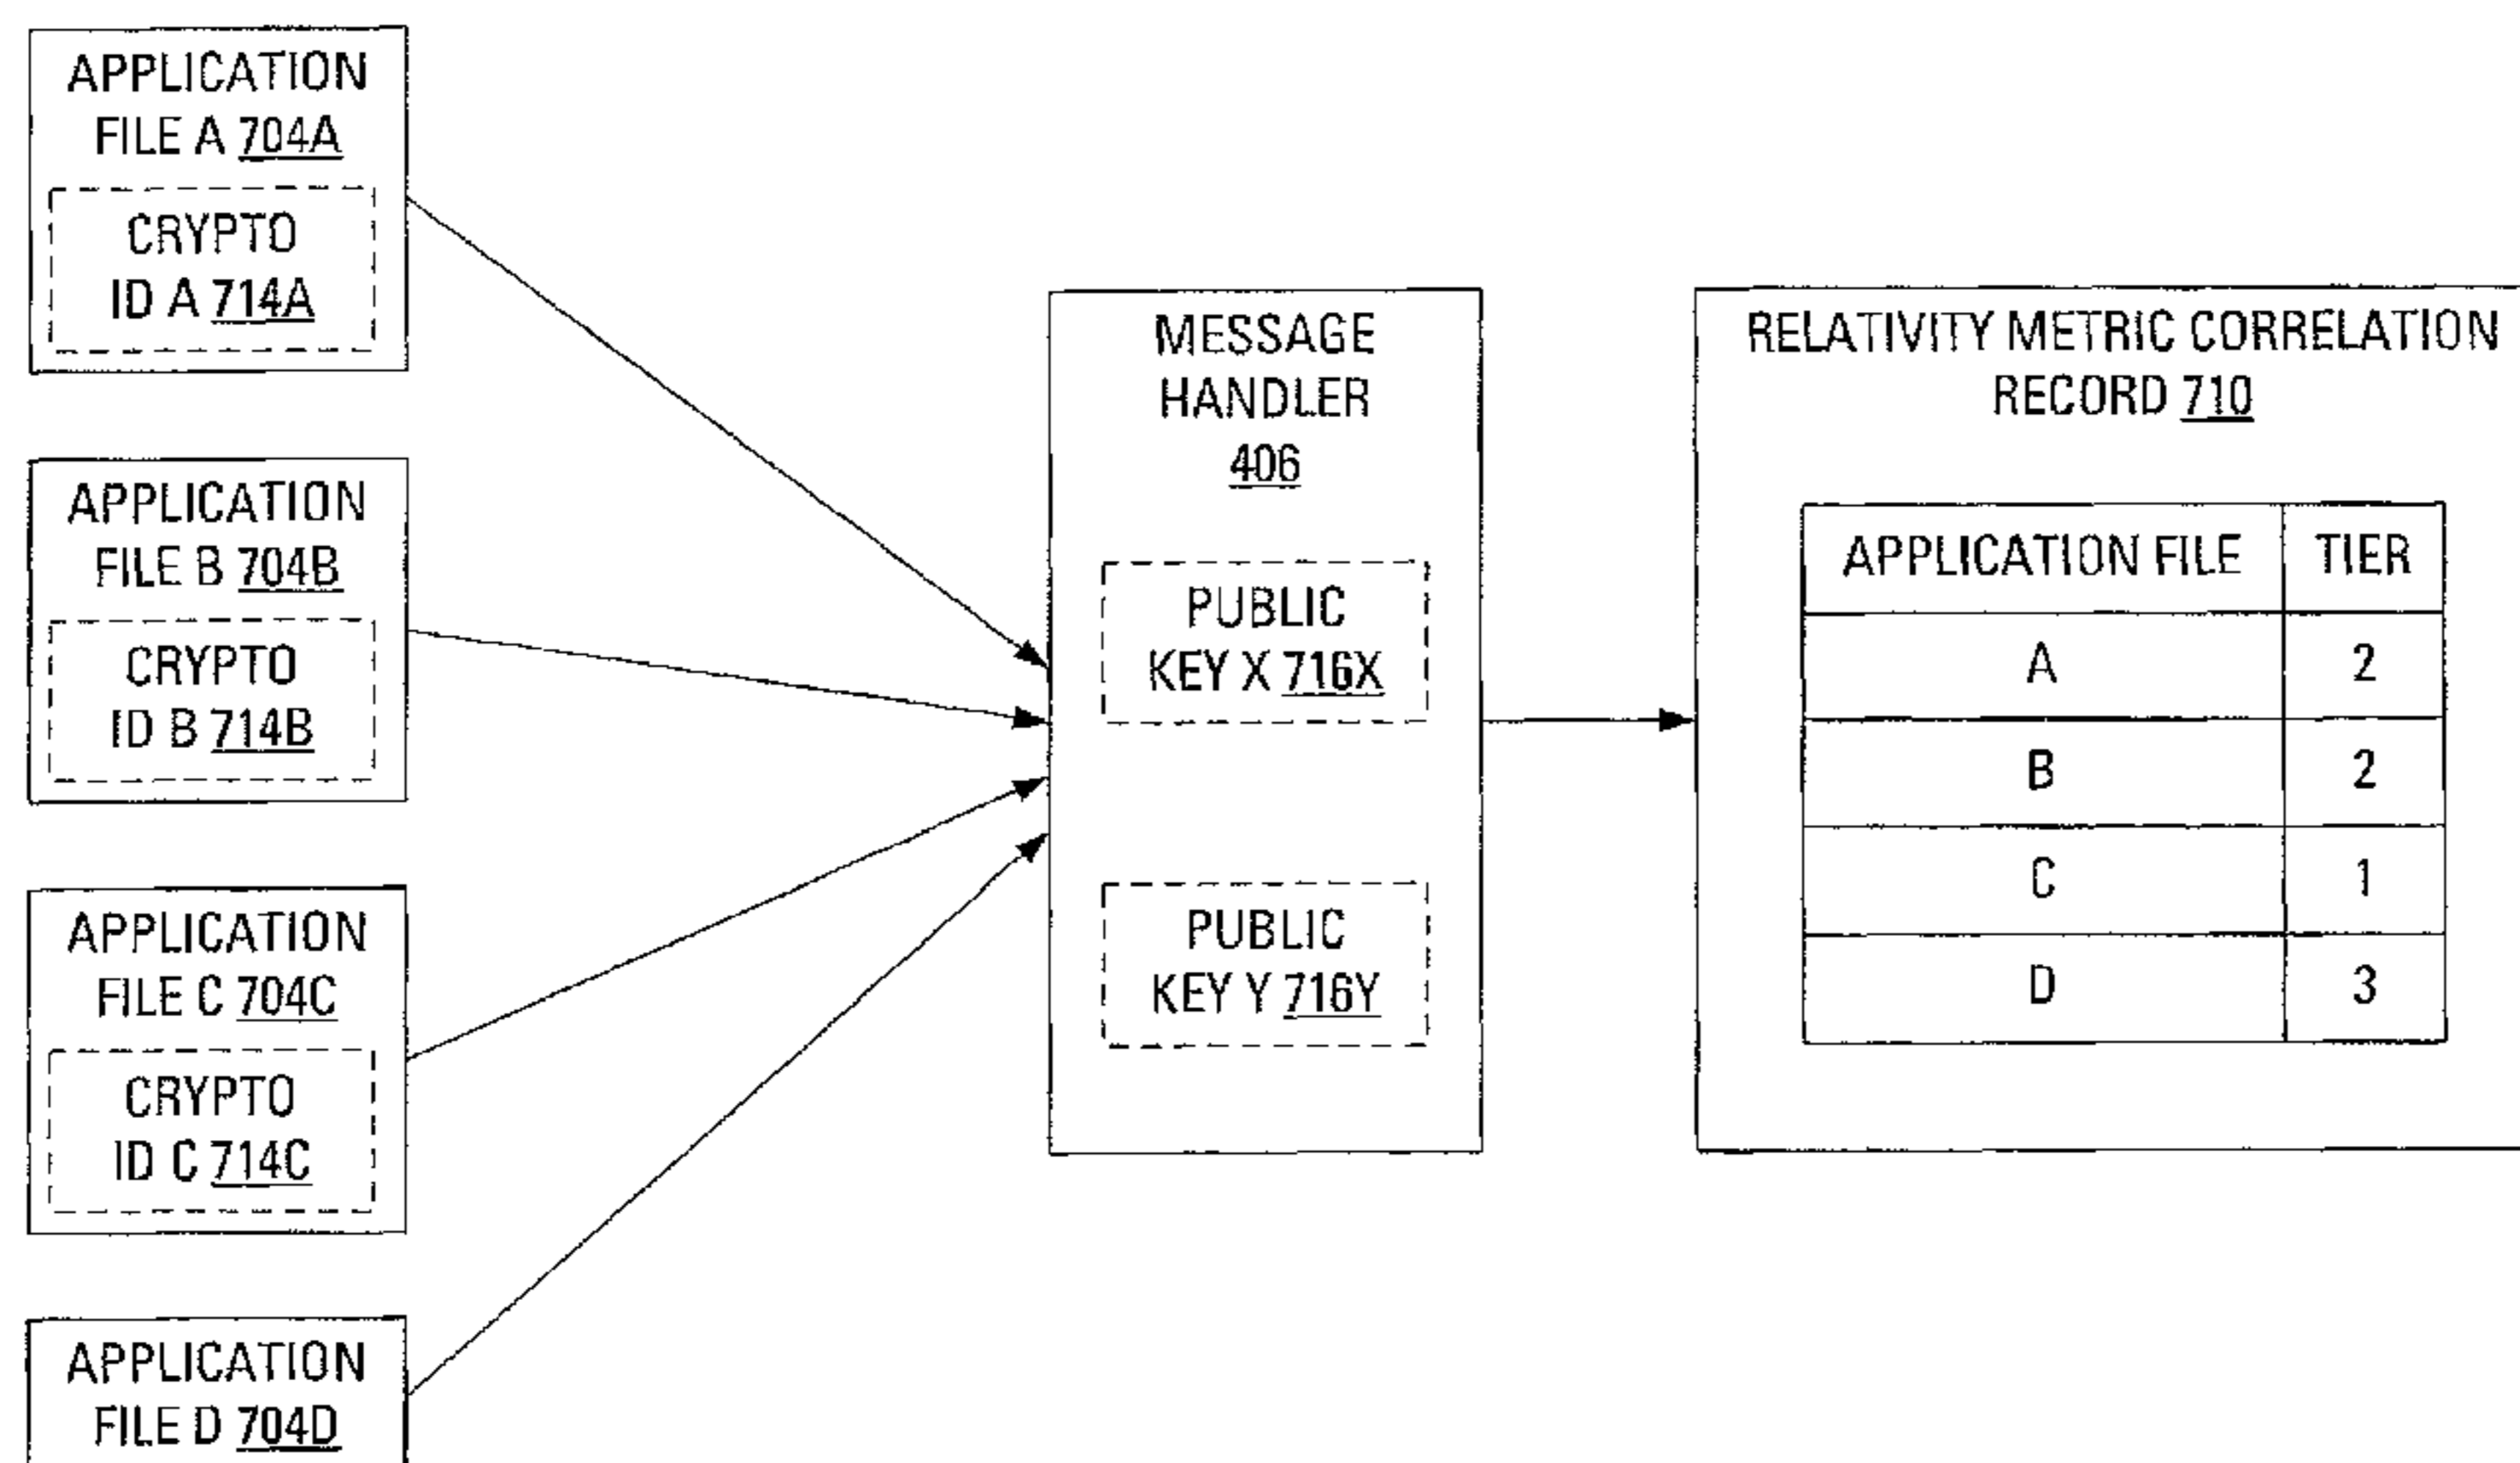 APPLICATION
FILE A 704A
CRYPTO
ID A 714A
APPLICATION
FILE B 704B
CRYPTO
ID B 714B
APPLICATION
FILE C 704C
CRYPTO
ID C 714C
APPLICATION
FILE D 704D
MESSAGE
HANDLER
406
PUBLIC
KEY X 716X
PUBLIC
KEY Y 716Y
RELATIVITY METRIC CORRELATION
RECORD 710
APPLICATION FILE TIER
A 2
B 2
C 1
D 3